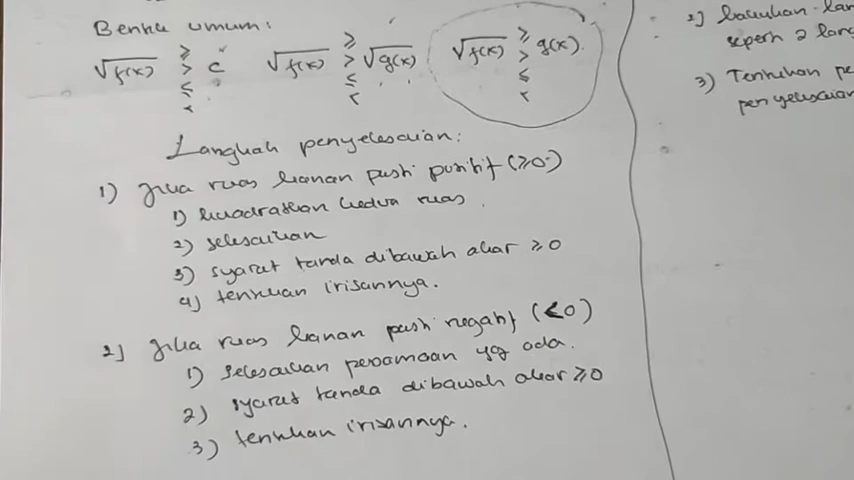 Bentuk umum:
√f(x) ≥ > ≤ < c √f(x) ≥ > ≤ < √g(x) √f(x) ≥ > ≤ < g(x).
Langkah penyelesaian:
1) Jika ruas kanan pasti positif (≥0)
1) kuadratkan kedua ruas.
2) selesaikan
3) syarat tanda dibawah akar ≥ 0
4) tentukan irisannya.
2) Jika ruas kanan pasti negatif (<0)
1) selesaikan persamaan yg ada.
2) syarat tanda dibawah akar ≥ 0
3) tentukan irisannya.
2) lakukan lan
seperti 2 lang
3) Tentukan pe
penyelesaian